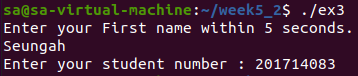 sa@sa-virtual-machine:~/week5_2$ ./ex3
Enter your First name within 5 seconds.
Seungah
Enter your student number : 201714083